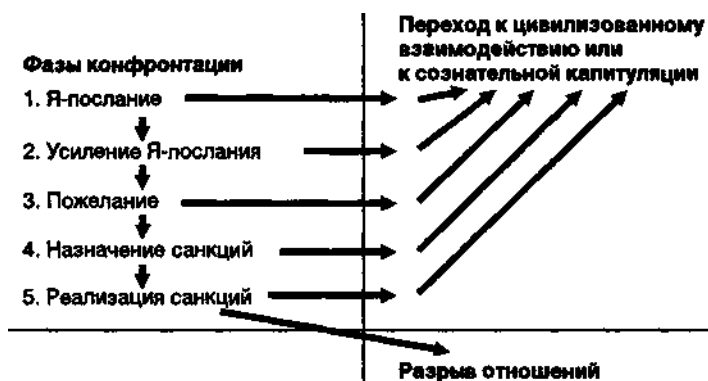 Переход к цивилизованному
взаимодействию или
к сознательной капитуляции
Фазы конфронтации
1. Я-послание
2. Усиление Я-послания
3. Пожелание
4. Назначение санкций
5. Реализация санкций
Разрыв отношений